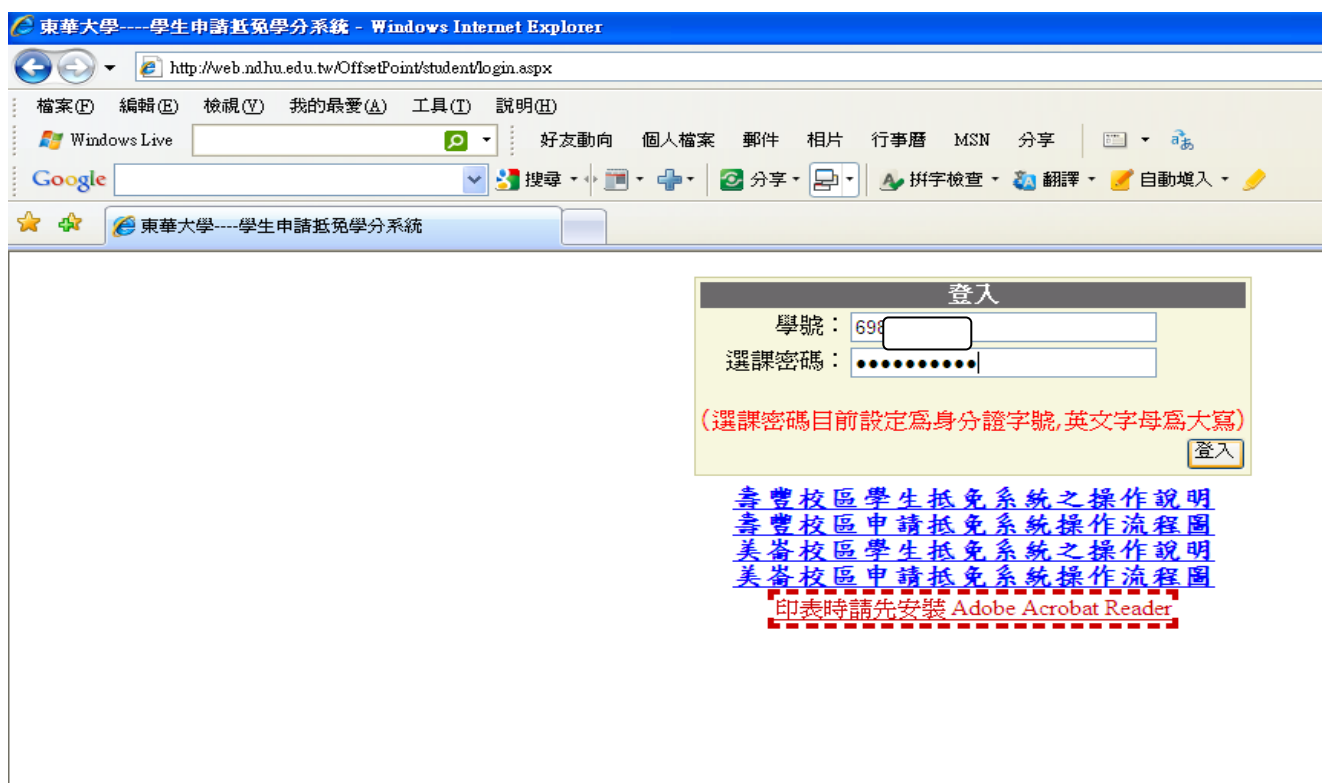 東華大學----學生申請抵免學分系統 - Windows Internet Explorer
http://web.ndhu.edu.tw/OffsetPoint/student/login.aspx
檔案(F) 編輯(E) 檢視(V) 我的最愛(A) 工具(T) 說明(H)
Windows Live 好友動向 個人檔案 郵件 相片 行事曆 MSN 分享
Google 搜尋 分享 拼字檢查 翻譯 自動填入
東華大學----學生申請抵免學分系統
登入
學號： 698
選課密碼： ●●●●●●●●●●
(選課密碼目前設定為身分證字號,英文字母為大寫)
登入
壽豐校區學生抵免系統之操作說明
壽豐校區申請抵免系統操作流程圖
美崙校區學生抵免系統之操作說明
美崙校區申請抵免系統操作流程圖
印表時請先安裝 Adobe Acrobat Reader